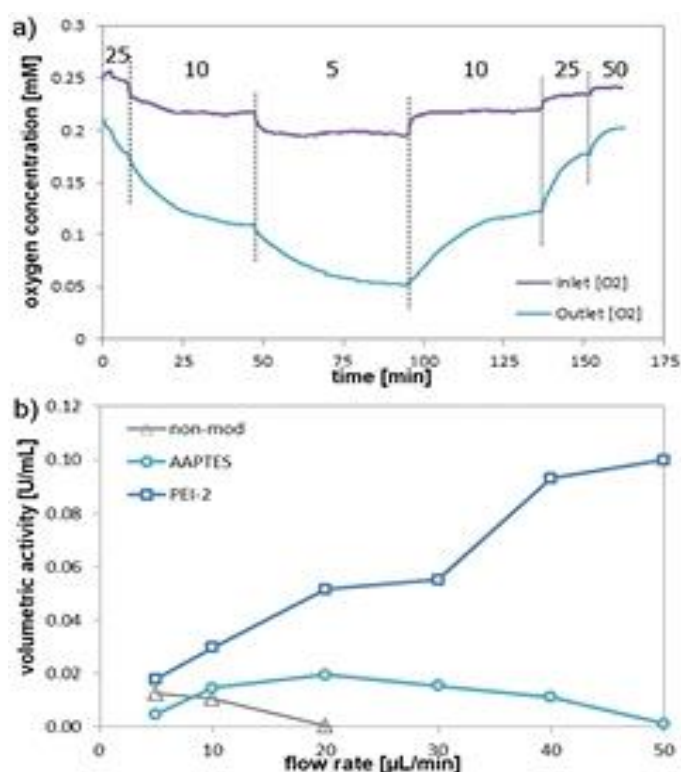 a)
0.3
0.25
0.2
0.15
0.1
0.05
0
oxygen concentration [mM]
25 10 5 10 25 50
Inlet [O2]
Outlet [O2]
0 25 50 75 100 125 150 175
time [min]
b)
0.12
0.10
0.08
0.06
0.04
0.02
0.00
volumetric activity [U/mL]
non-mod
AAPTES
PEI-2
0 10 20 30 40 50
flow rate [µL/min]